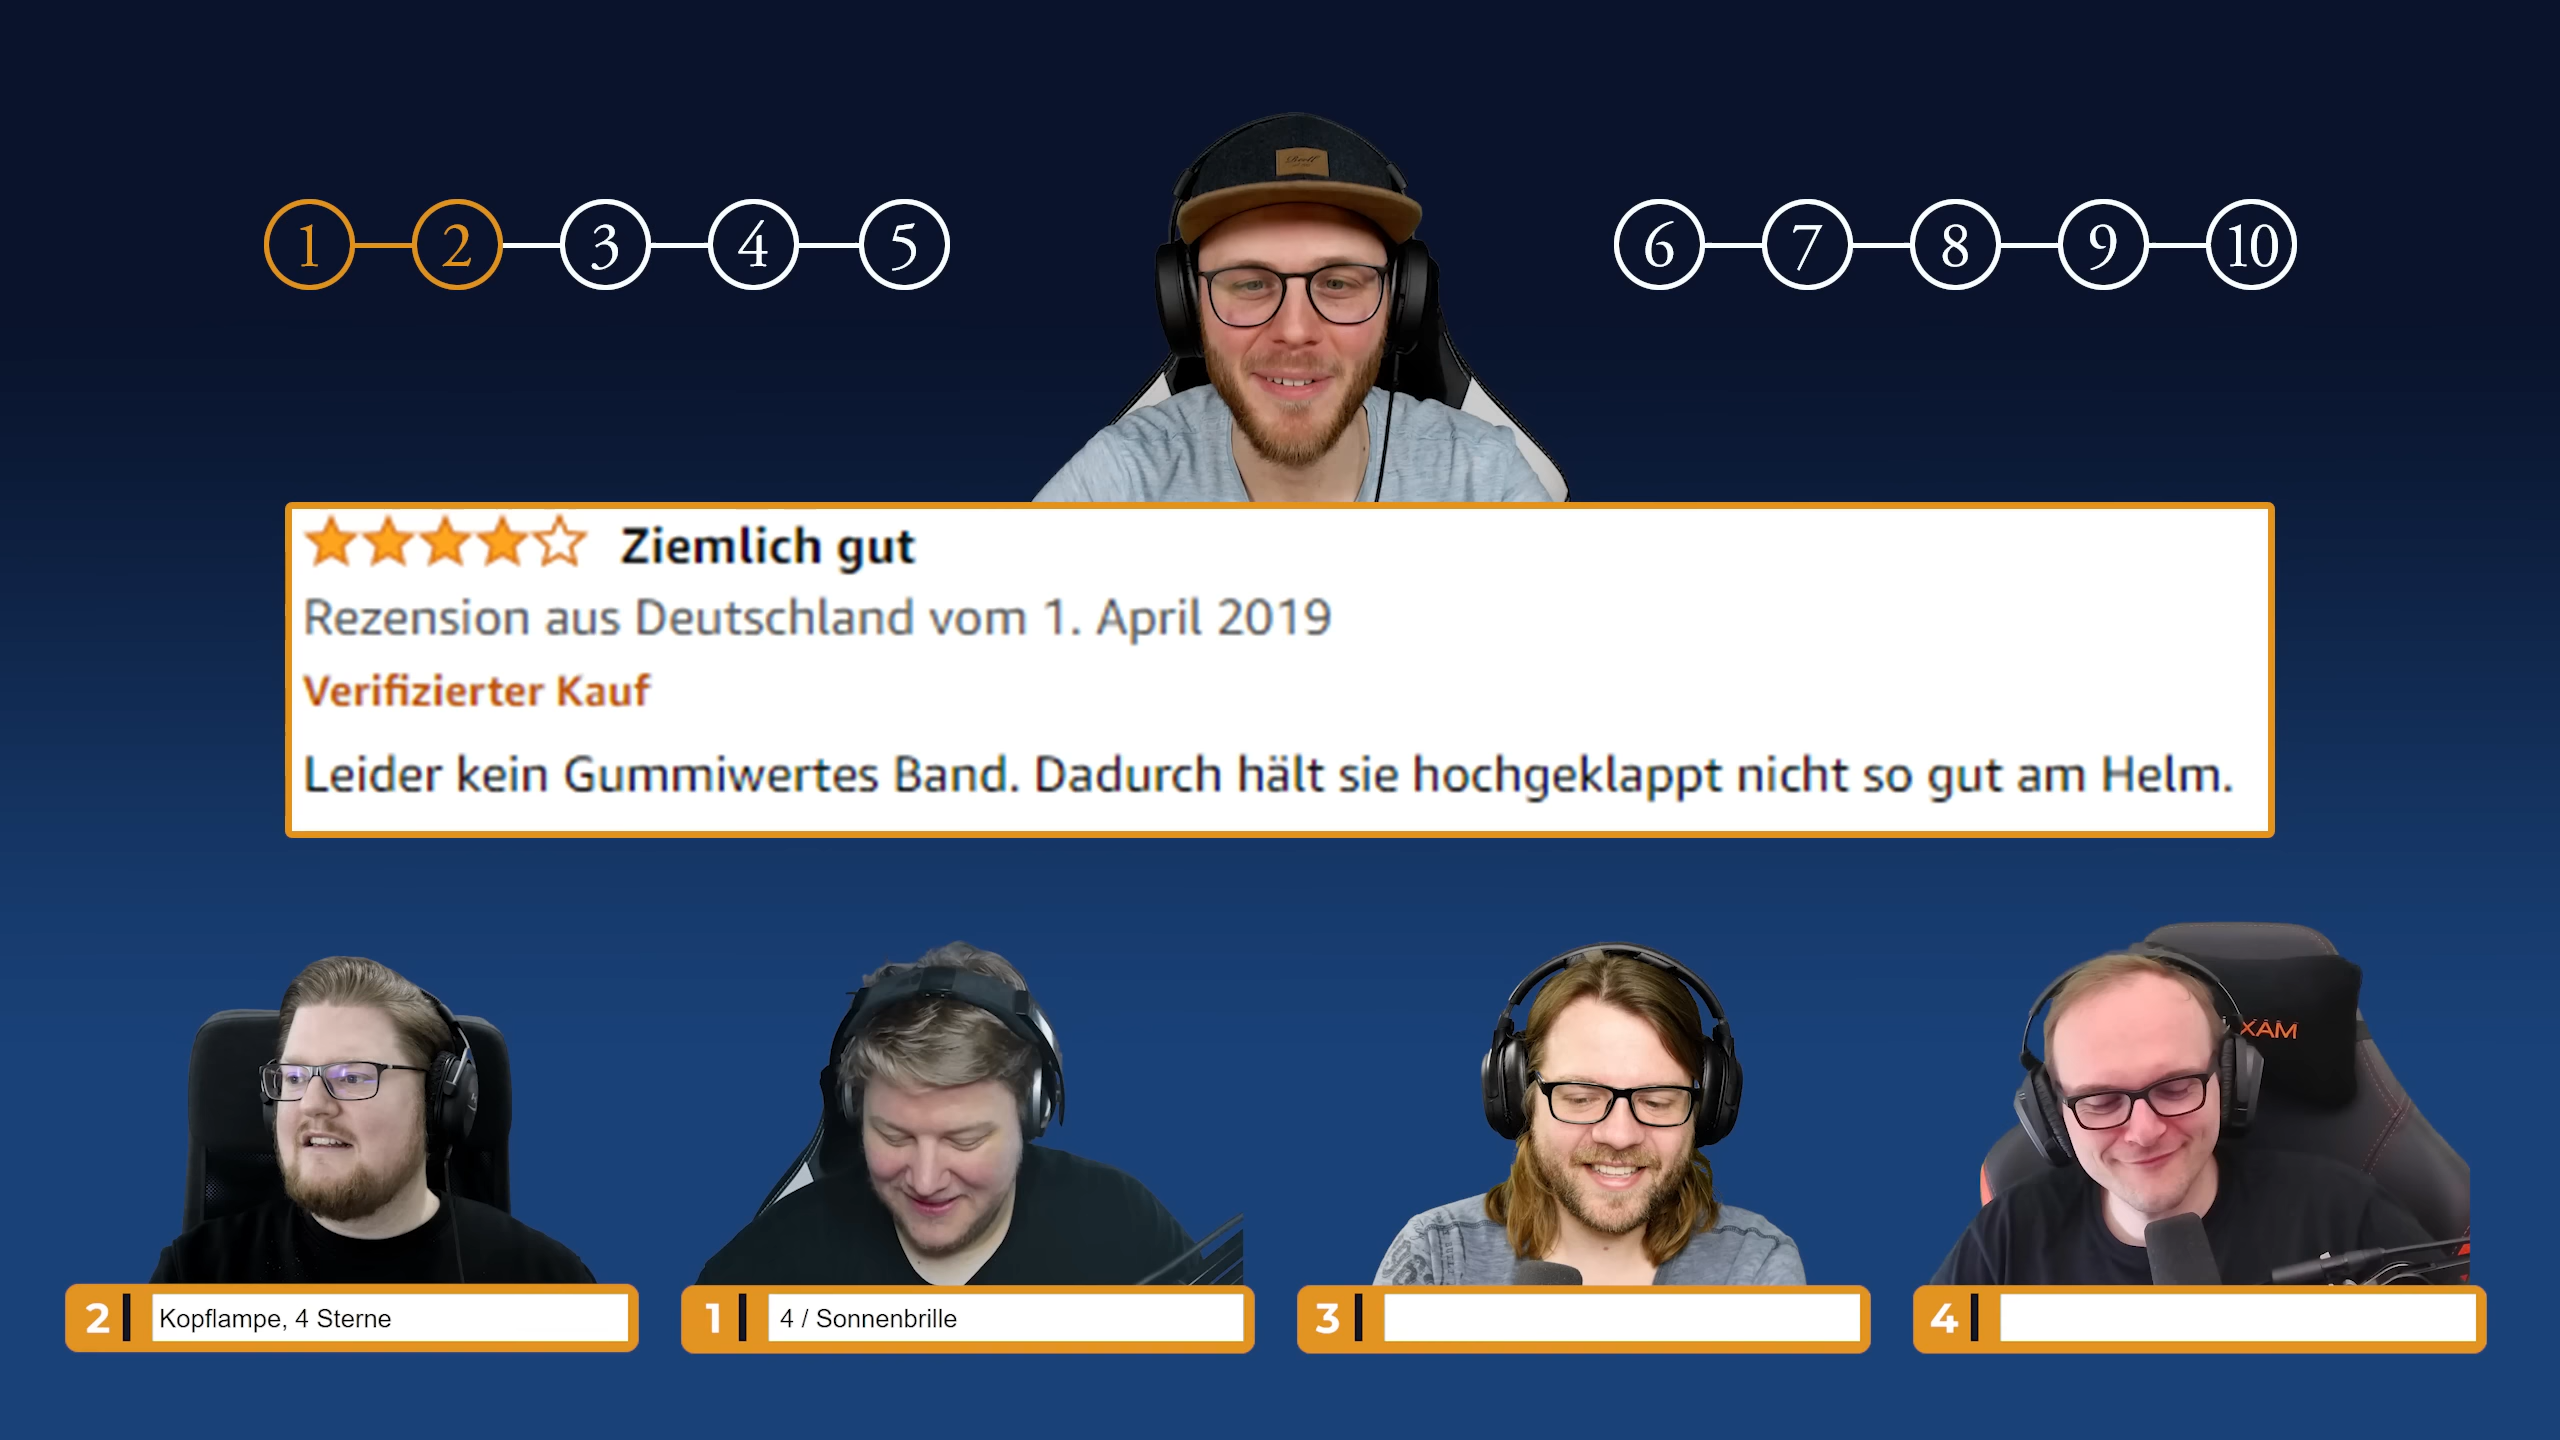 1 2 3 4 5
6 7 8 9 10
Ziemlich gut
Rezension aus Deutschland vom 1. April 2019
Verifizierter Kauf
Leider kein Gummiwertes Band. Dadurch hält sie hochgeklappt nicht so gut am Helm.
XAM
2 Kopflampe, 4 Sterne
1 4 / Sonnenbrille
3
4